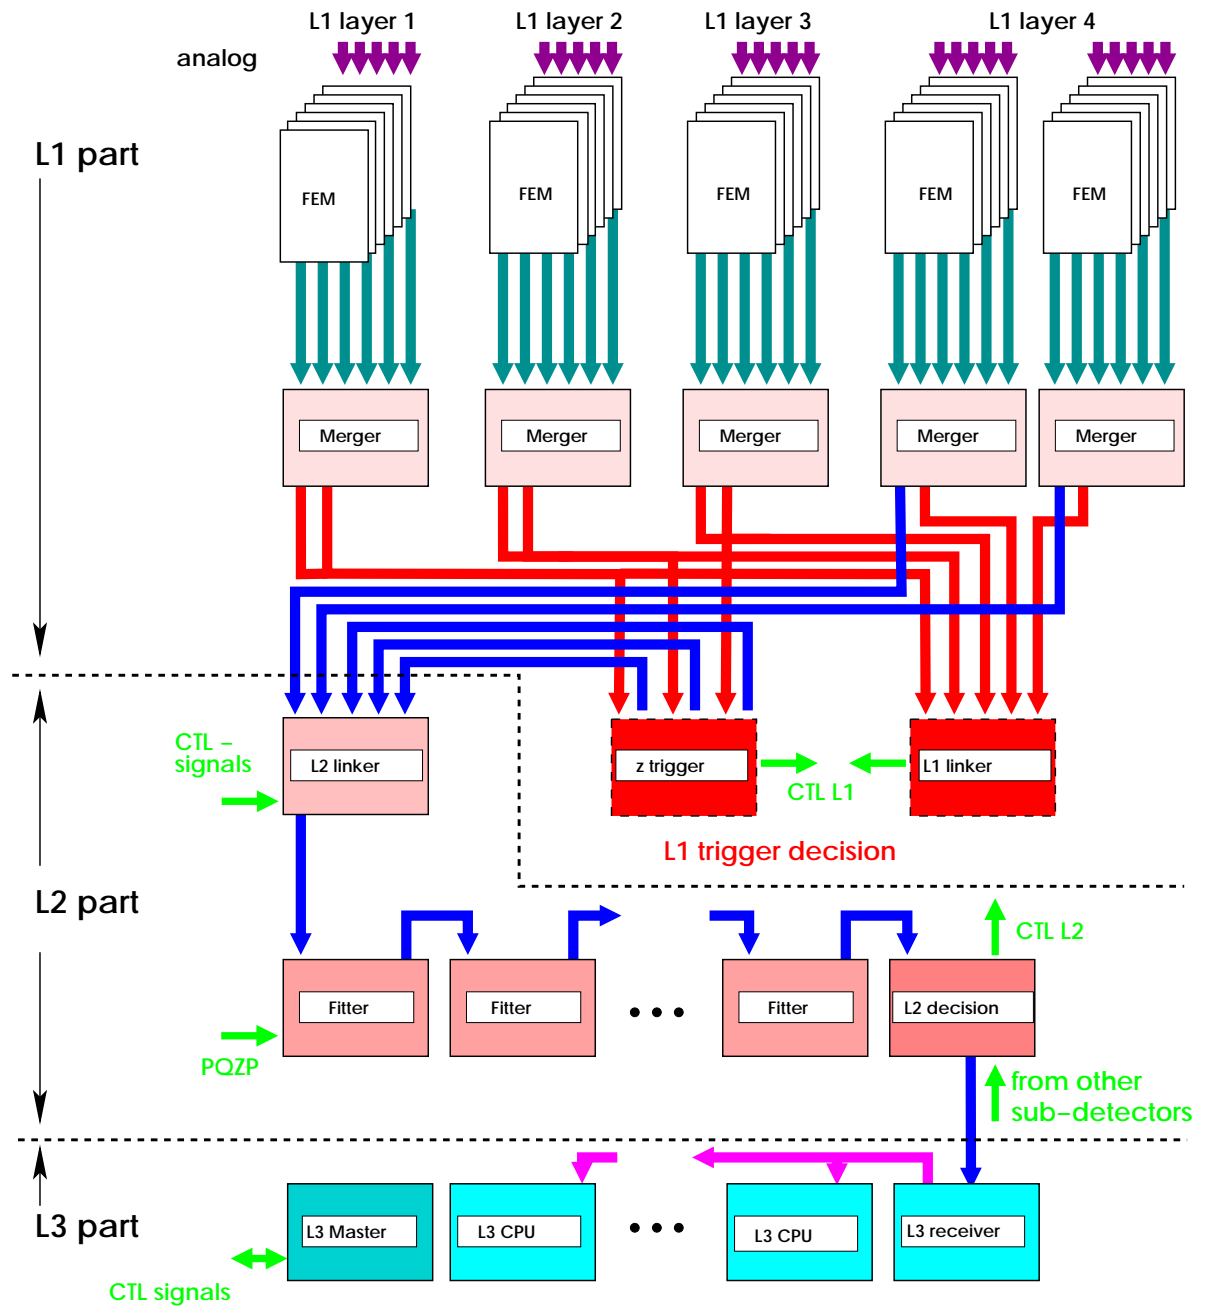 L1 layer 1
L1 layer 2
L1 layer 3
L1 layer 4
analog
L1 part
FEM
FEM
FEM
FEM
FEM
Merger
Merger
Merger
Merger
Merger
CTL –
signals
L2 linker
z trigger
CTL L1
L1 linker
L1 trigger decision
L2 part
CTL L2
Fitter
Fitter
Fitter
L2 decision
PQZP
from other
sub–detectors
L3 part
L3 Master
L3 CPU
L3 CPU
L3 receiver
CTL signals